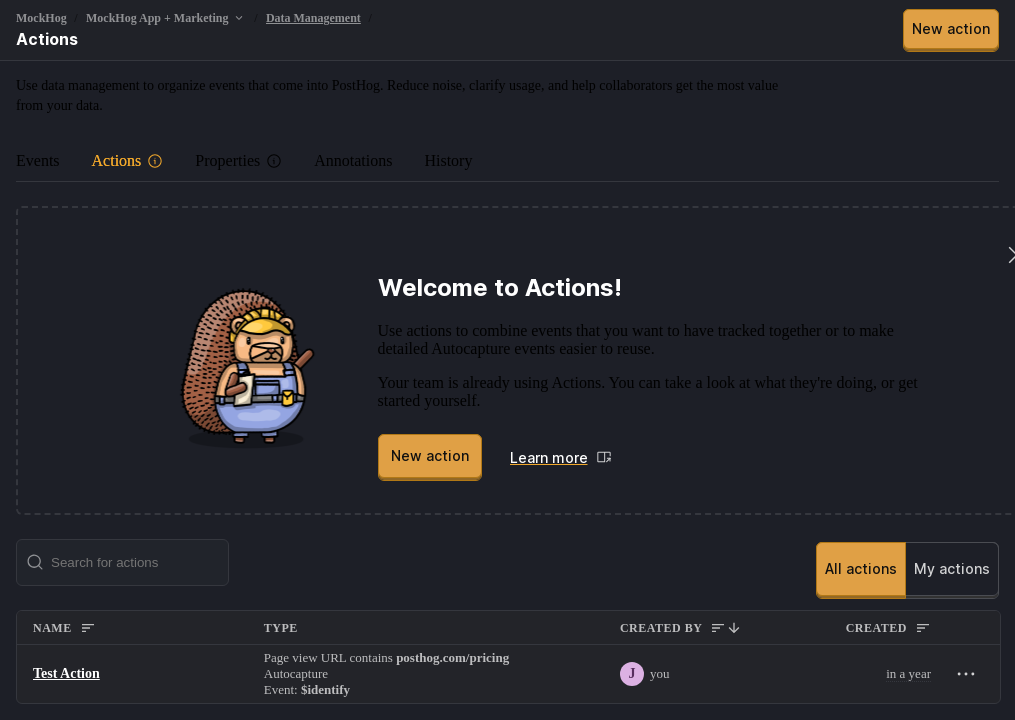 MockHog / MockHog App + Marketing / Data Management /
Actions
New action
Use data management to organize events that come into PostHog. Reduce noise, clarify usage, and help collaborators get the most value
from your data.
Events Actions Properties Annotations History
Welcome to Actions!
Use actions to combine events that you want to have tracked together or to make
detailed Autocapture events easier to reuse.
Your team is already using Actions. You can take a look at what they're doing, or get
started yourself.
New action Learn more
Search for actions
All actions My actions
NAME TYPE CREATED BY CREATED
Page view URL contains posthog.com/pricing
Test Action Autocapture J you in a year
Event: $identify